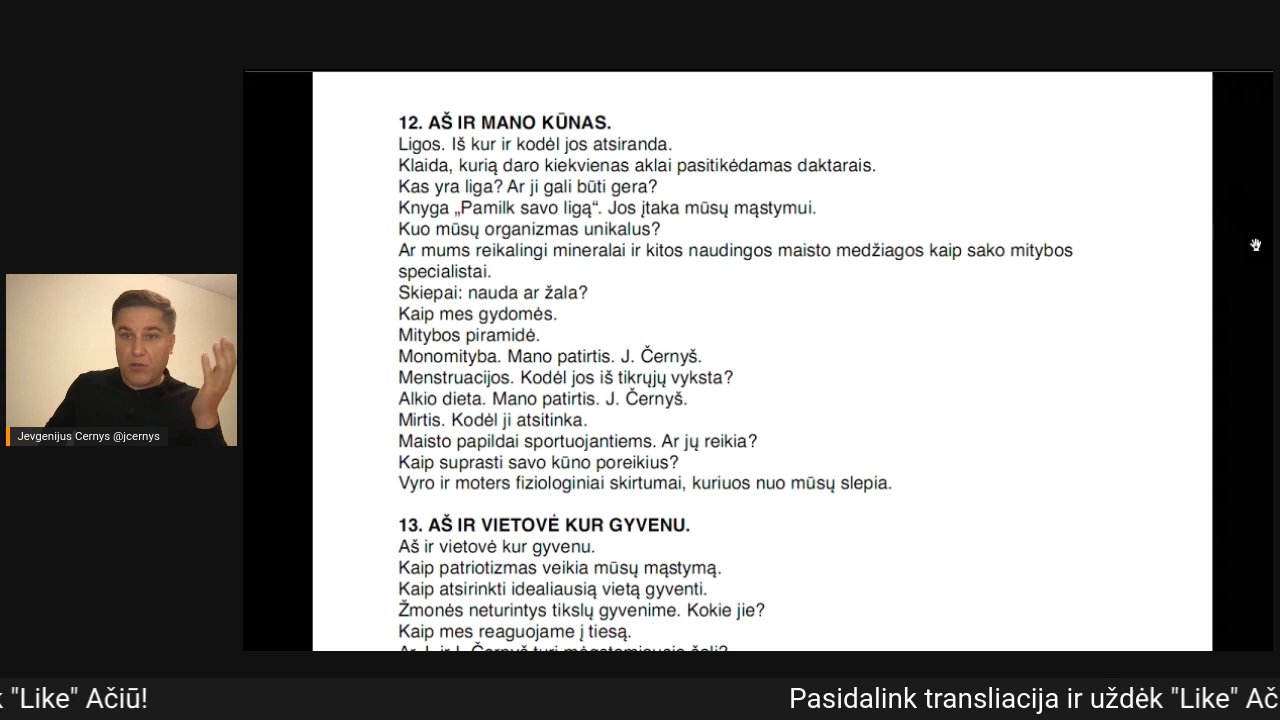 12. AŠ IR MANO KŪNAS.
Ligos. Iš kur ir kodėl jos atsiranda.
Klaida, kurią daro kiekvienas aklai pasitikėdamas daktarais.
Kas yra liga? Ar ji gali būti gera?
Knyga „Pamilk savo ligą“. Jos įtaka mūsų mąstymui.
Kuo mūsų organizmas unikalus?
Ar mums reikalingi mineralai ir kitos naudingos maisto medžiagos kaip sako mitybos
specialistai.
Skiepai: nauda ar žala?
Kaip mes gydomės.
Mitybos piramidė.
Monomityba. Mano patirtis. J. Černyš.
Menstruacijos. Kodėl jos iš tikrųjų vyksta?
Alkio dieta. Mano patirtis. J. Černyš.
Mirtis. Kodėl ji atsitinka.
Maisto papildai sportuojantiems. Ar jų reikia?
Kaip suprasti savo kūno poreikius?
Vyro ir moters fiziologiniai skirtumai, kuriuos nuo mūsų slepia.
13. AŠ IR VIETOVĖ KUR GYVENU.
Aš ir vietovė kur gyvenu.
Kaip patriotizmas veikia mūsų mąstymą.
Kaip atsirinkti idealiausią vietą gyventi.
Žmonės neturintys tikslų gyvenime. Kokie jie?
Kaip mes reaguojame į tiesą.
Ar J. ir I. Černyš turi mėgstamiausią šalį?
Jevgenijus Cernys @jcernys
"Like" Ačiū!
Pasidalink transliacija ir uždėk "Like" Ač